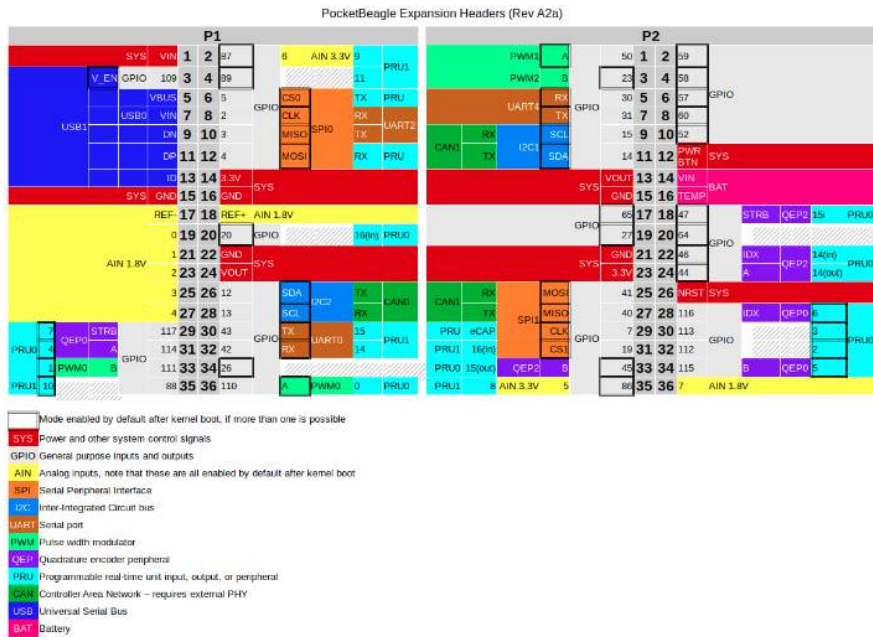 PocketBeagle Expansion Headers (Rev A2a)
P1 P2
SYS VIN 1 2 87 6 AIN 3.3V 9 PRU1 PWM1 A 50 1 2 59
V_EN GPIO 109 3 4 89 11 PWM2 B 23 3 4 58
USB1 VBUS 5 6 5 GPIO CS0 SPI0 TX PRU UART4 RX GPIO 30 5 6 57 GPIO
USB0 VIN 7 8 2 CLK RX UART2 TX 31 7 8 60
DN 9 10 3 MISO TX CAN1 RX I2C1 SCL 15 9 10 52
DP 11 12 4 MOSI RX PRU TX SDA 14 11 12 PWR BTN SYS
ID 13 14 3.3V SYS SYS VOUT 13 14 VIN BAT
SYS GND 15 16 GND GND 15 16 TEMP
REF- 17 18 REF+ AIN 1.8V GPIO 65 17 18 47 GPIO STRB QEP2 15i PRU0
AIN 1.8V 0 19 20 20 GPIO 16(in) PRU0 27 19 20 64
1 21 22 GND SYS SYS GND 21 22 46 IDX QEP2 14(in) PRU0
2 23 24 VOUT 3.3V 23 24 44 A 14(out)
3 25 26 12 GPIO SDA I2C2 TX CAN0 CAN1 RX SPI1 MOSI GPIO 41 25 26 NRST SYS
4 27 28 13 SCL RX TX MISO 40 27 28 116 GPIO IDX QEP0 6 PRU0
PRU0 7 QEP0 STRB GPIO 117 29 30 43 TX UART0 15 PRU1 PRU eCAP CLK 7 29 30 113 3
4 A 114 31 32 42 RX 14 PRU1 16(in) CS1 19 31 32 112 2
1 PWM0 B 111 33 34 26 PRU0 15(out) QEP2 B 45 33 34 115 B QEP0 5
PRU1 10 88 35 36 110 A PWM0 0 PRU0 PRU1 8 AIN 3.3V 5 86 35 36 7 AIN 1.8V
Mode enabled by default after kernel boot, if more than one is possible
SYS Power and other system control signals
GPIO General purpose inputs and outputs
AIN Analog inputs, note that these are all enabled by default after kernel boot
SPI Serial Peripheral Interface
I2C Inter-Integrated Circuit bus
UART Serial port
PWM Pulse width modulator
QEP Quadrature encoder peripheral
PRU Programmable real-time unit input, output, or peripheral
CAN Controller Area Network – requires external PHY
USB Universal Serial Bus
BAT Battery